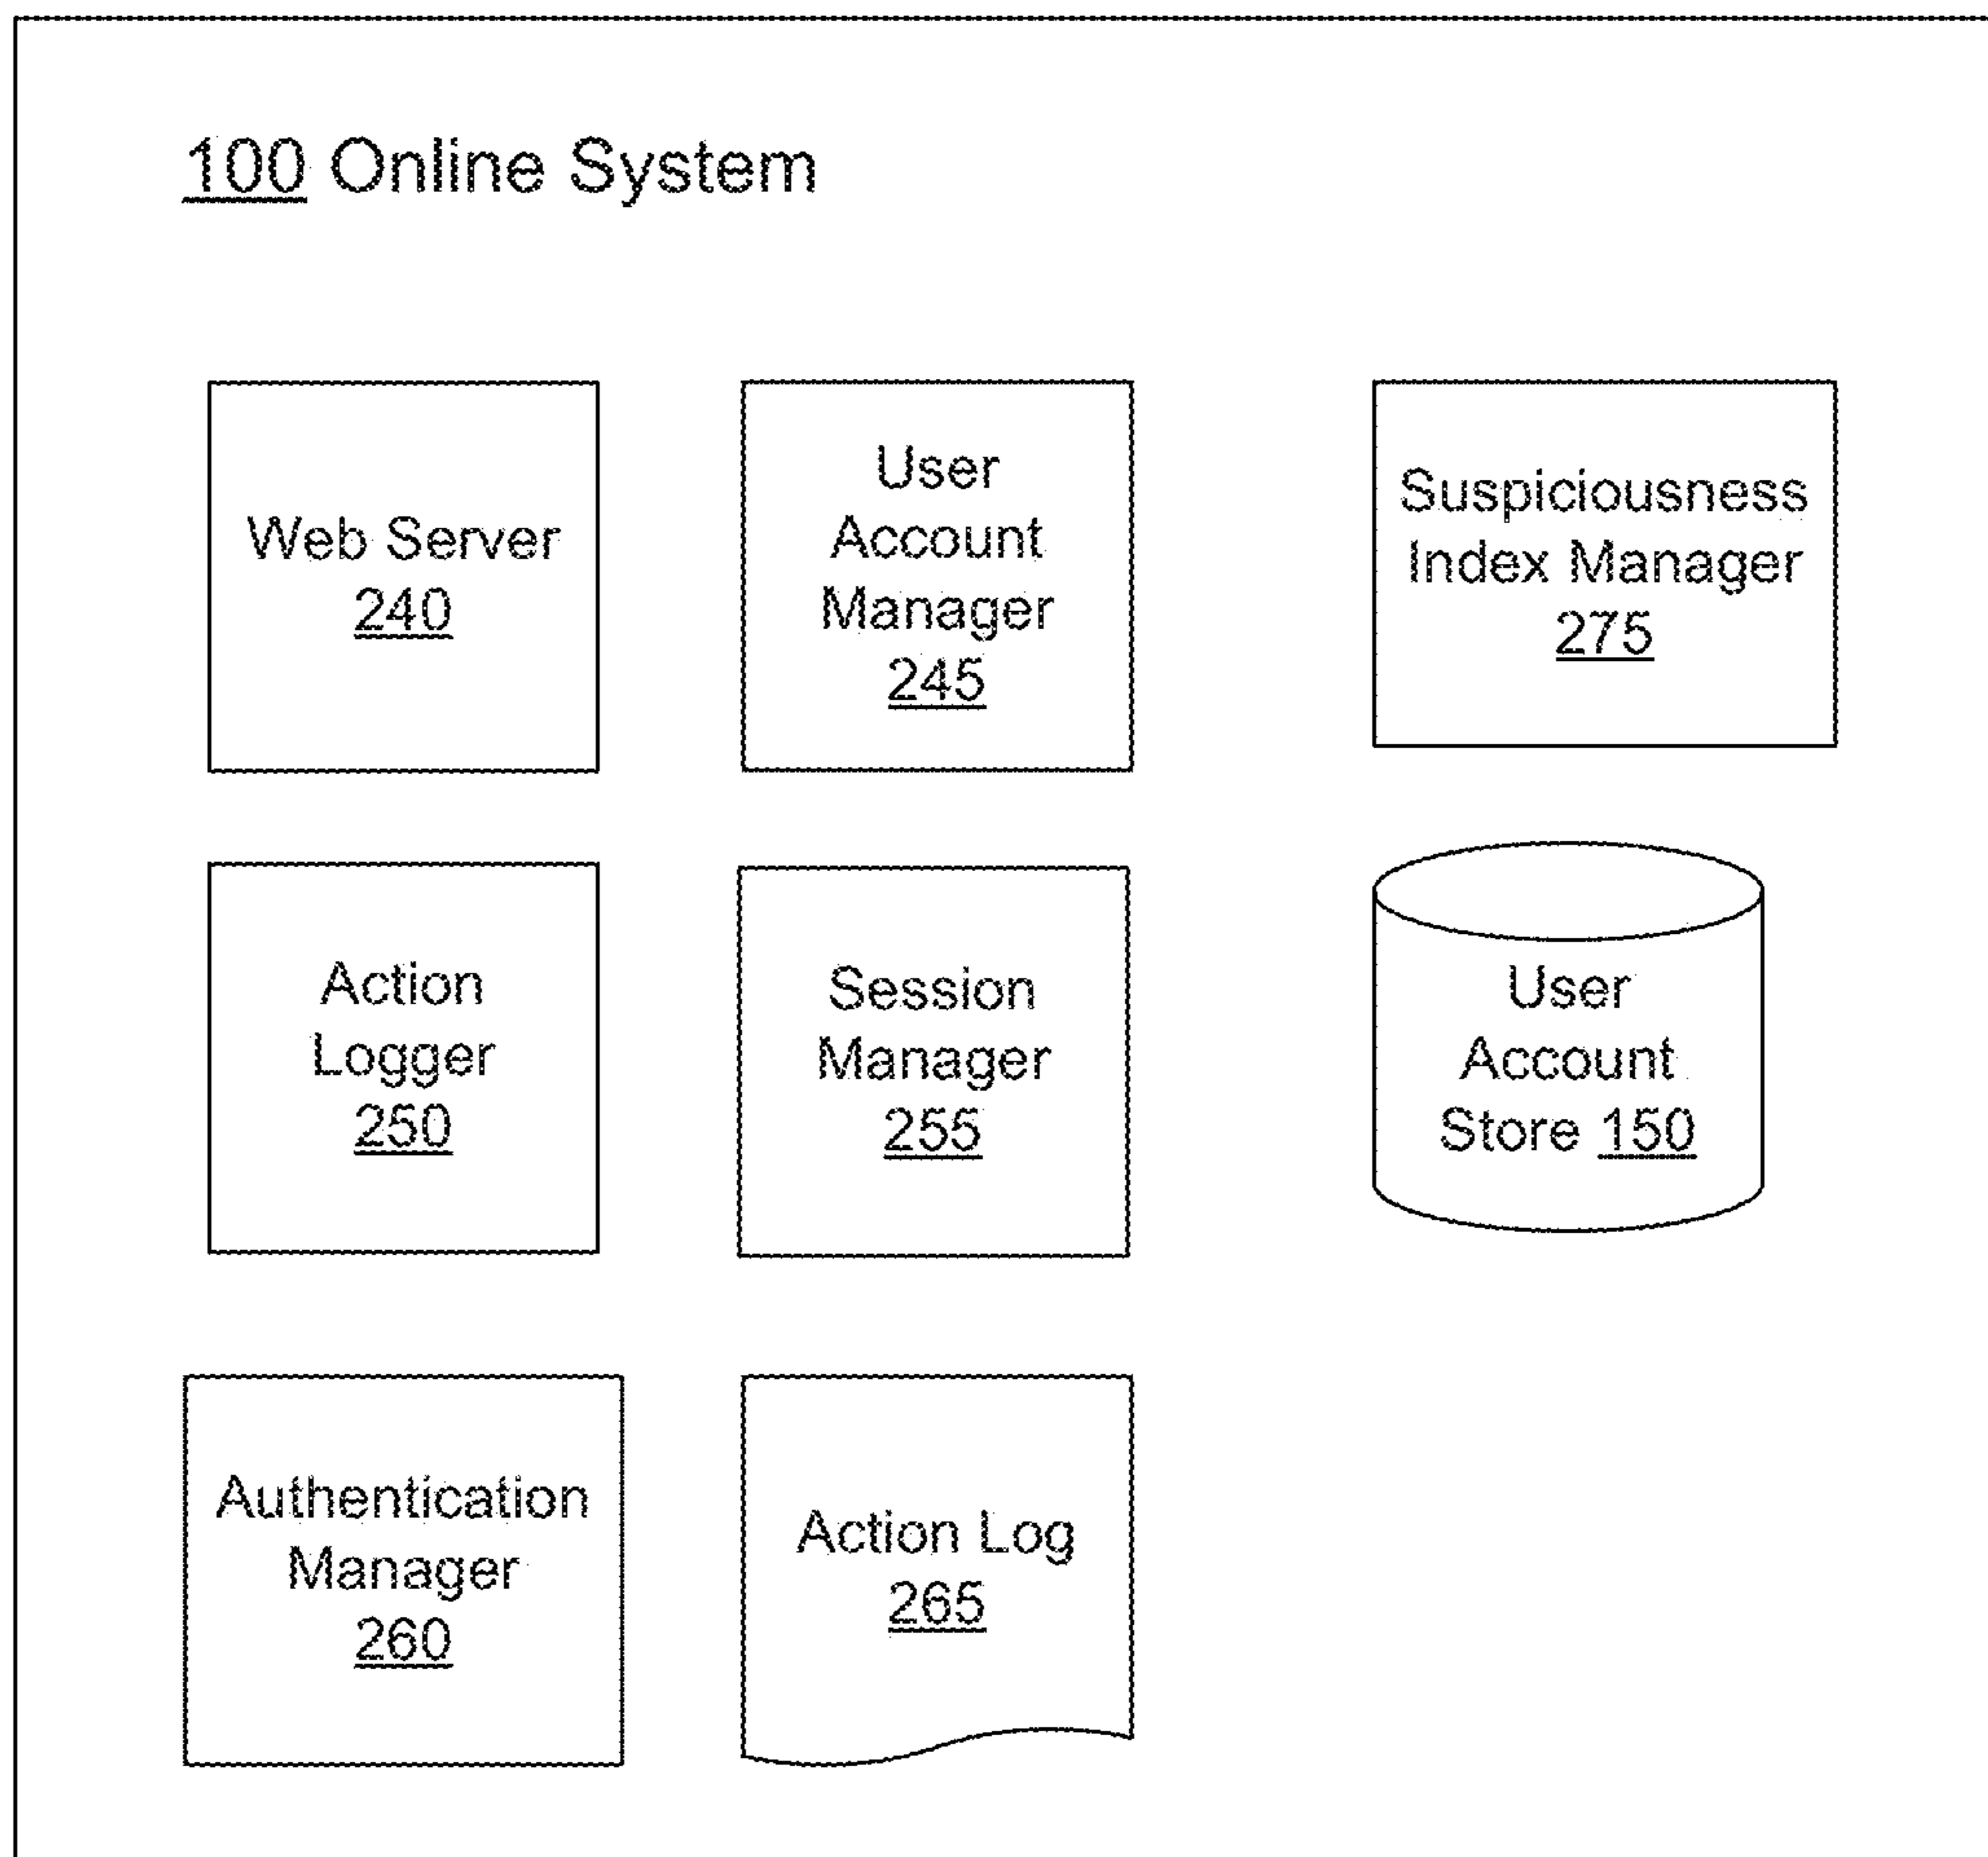 100 Online System
Web Server
240
User
Account
Manager
245
Suspiciousness
Index Manager
275
Action
Logger
250
Session
Manager
255
User
Account
Store 150
Authentication
Manager
260
Action Log
265